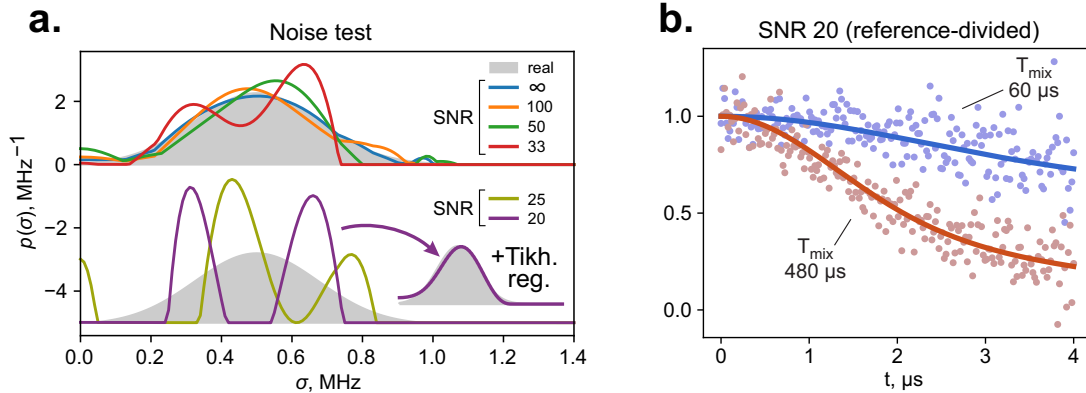 a.
Noise test
real
∞
100
50
33
SNR
25
20
SNR
+Tikh.
reg.
2
0
−2
−4
p(σ), MHz⁻¹
0.0 0.2 0.4 0.6 0.8 1.0 1.2 1.4
σ, MHz
b.
SNR 20 (reference-divided)
T_mix
60 µs
T_mix
480 µs
1.0
0.5
0.0
0 1 2 3 4
t, µs